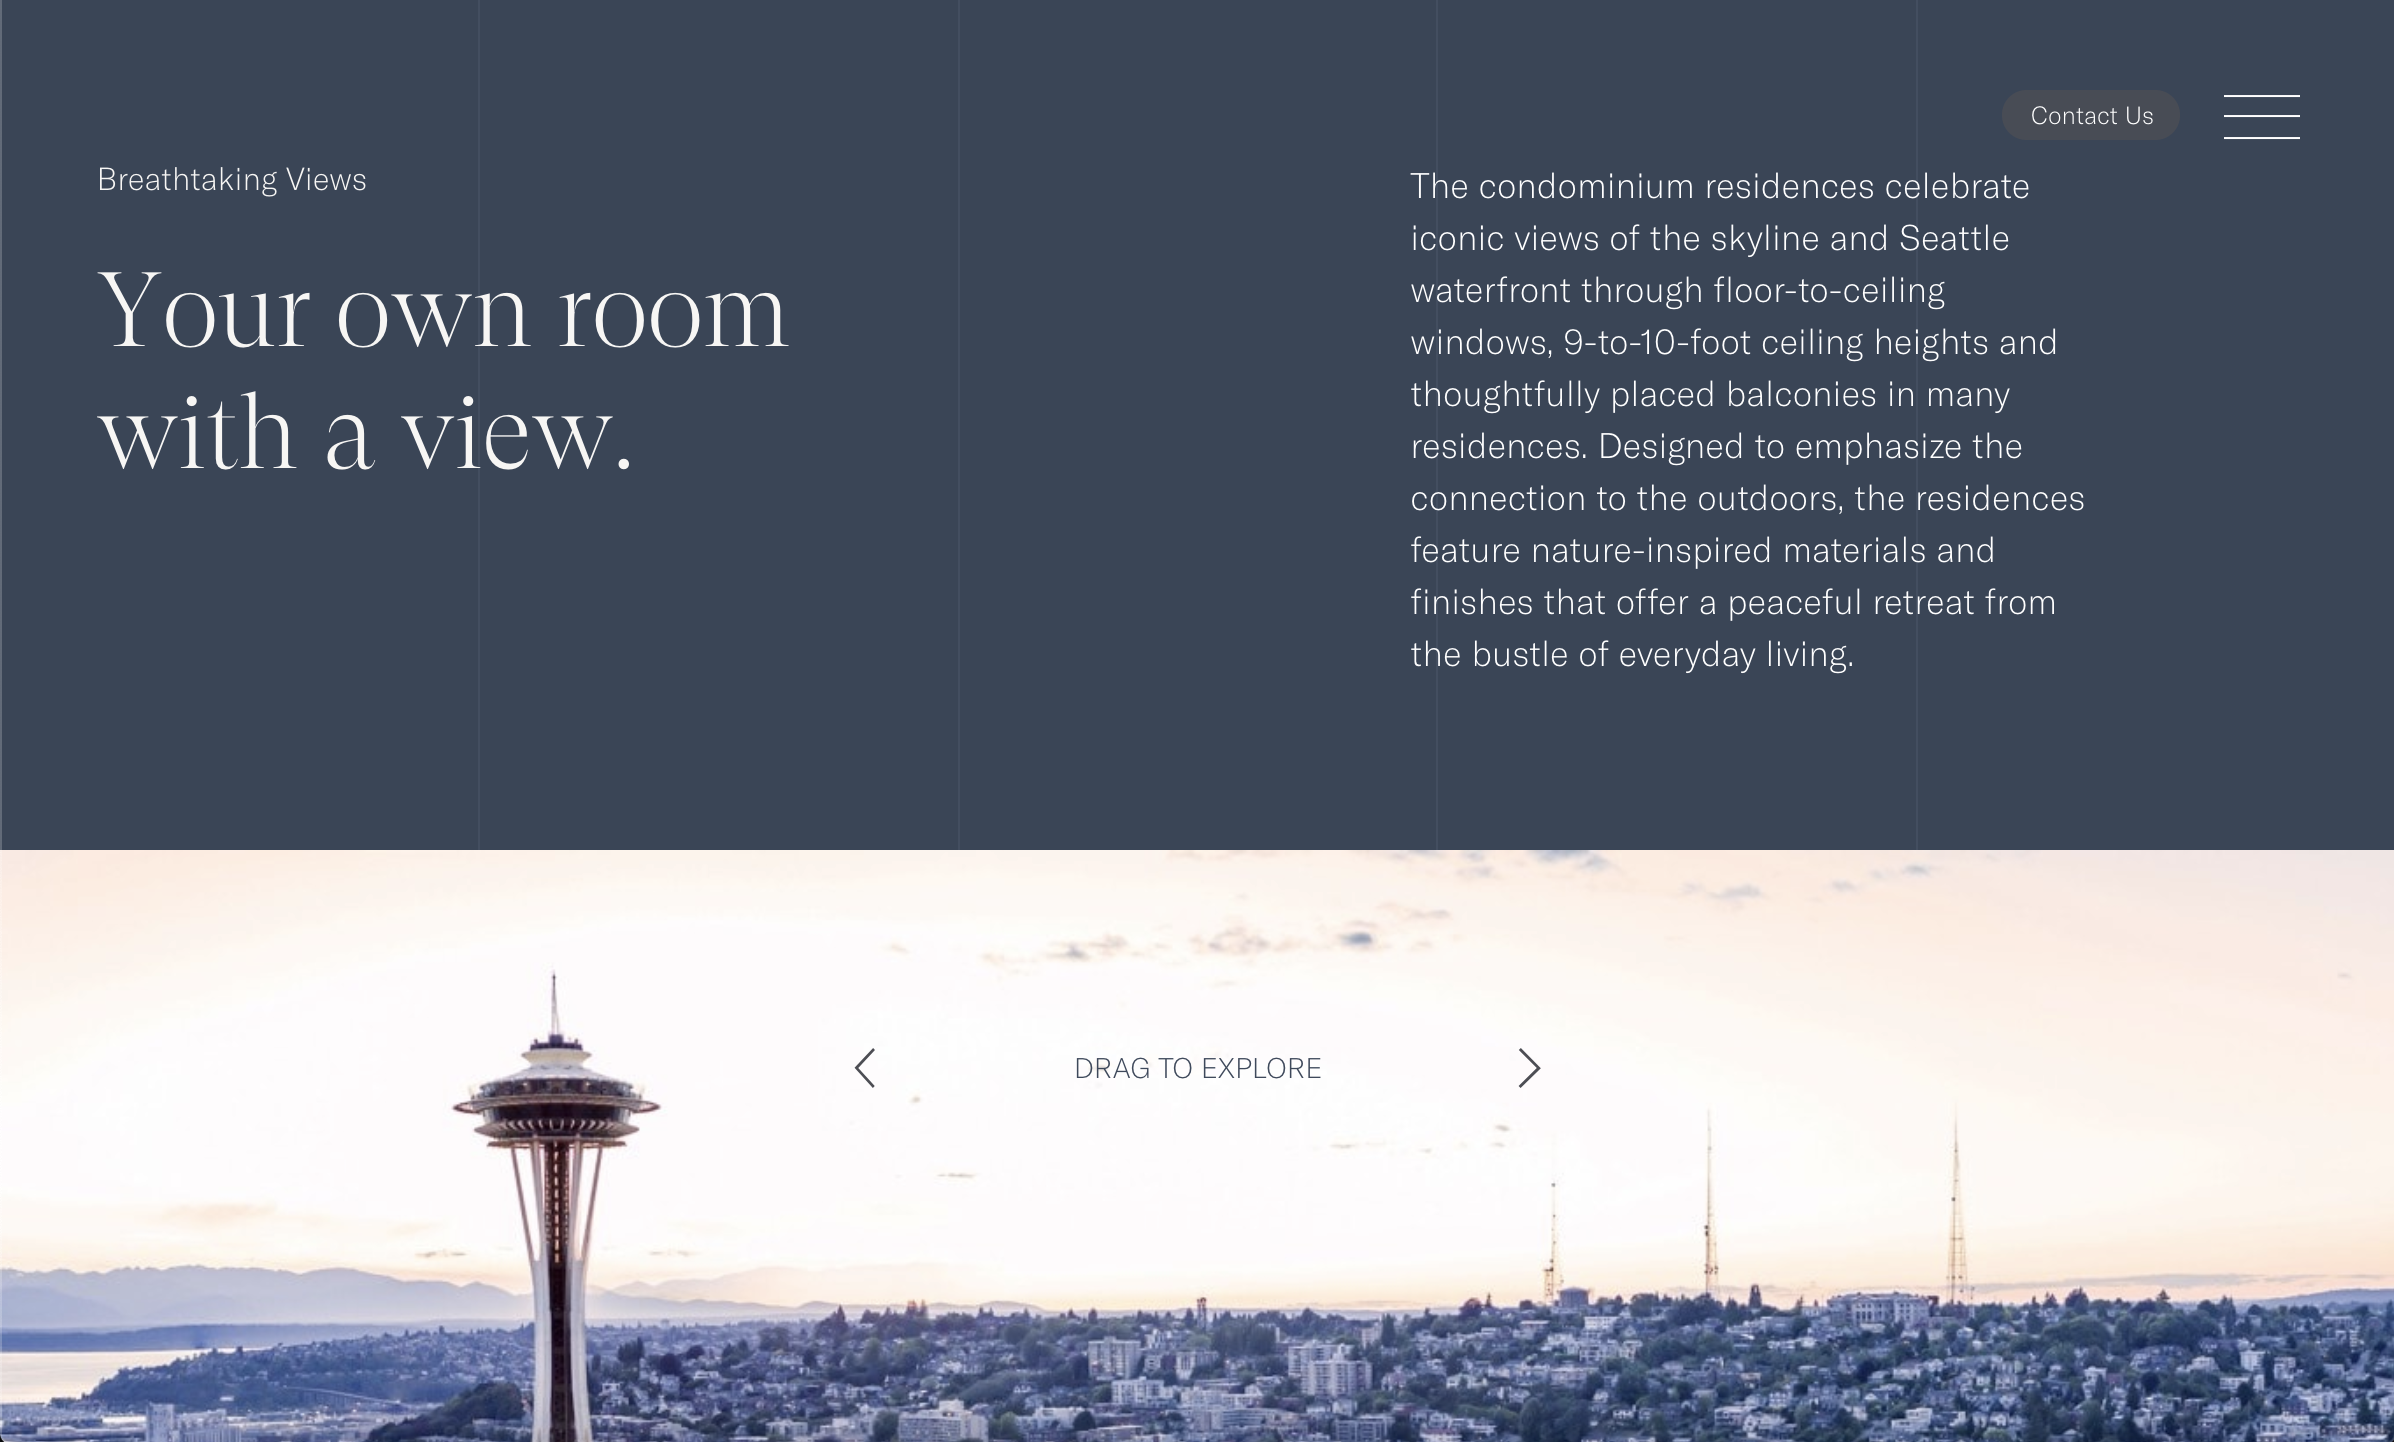 Contact Us
Breathtaking Views
Your own room
with a view.
The condominium residences celebrate
iconic views of the skyline and Seattle
waterfront through floor-to-ceiling
windows, 9-to-10-foot ceiling heights and
thoughtfully placed balconies in many
residences. Designed to emphasize the
connection to the outdoors, the residences
feature nature-inspired materials and
finishes that offer a peaceful retreat from
the bustle of everyday living.
DRAG TO EXPLORE